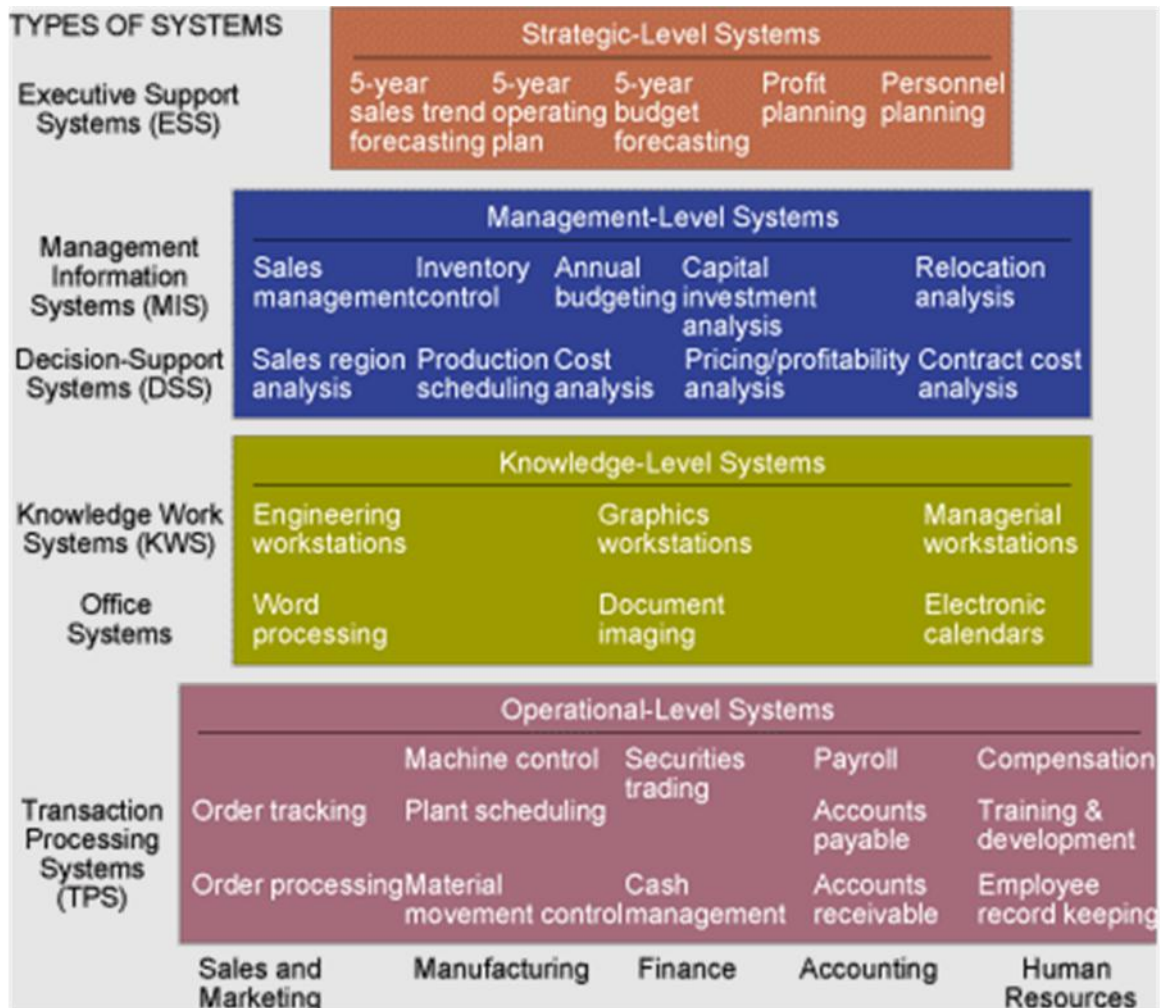 TYPES OF SYSTEMS
Strategic-Level Systems
Executive Support
Systems (ESS)
5-year
sales trend
forecasting
5-year
operating
plan
5-year
budget
forecasting
Profit
planning
Personnel
planning
Management-Level Systems
Management
Information
Systems (MIS)
Sales
management
Inventory
control
Annual
budgeting
Capital
investment
analysis
Relocation
analysis
Decision-Support
Systems (DSS)
Sales region
analysis
Production
scheduling
Cost
analysis
Pricing/profitability
analysis
Contract cost
analysis
Knowledge-Level Systems
Knowledge Work
Systems (KWS)
Engineering
workstations
Graphics
workstations
Managerial
workstations
Office
Systems
Word
processing
Document
imaging
Electronic
calendars
Operational-Level Systems
Transaction
Processing
Systems
(TPS)
Machine control
Securities
trading
Payroll
Compensation
Order tracking
Plant scheduling
Accounts
payable
Training &
development
Order processing
Material
movement control
Cash
management
Accounts
receivable
Employee
record keeping
Sales and
Marketing
Manufacturing
Finance
Accounting
Human
Resources